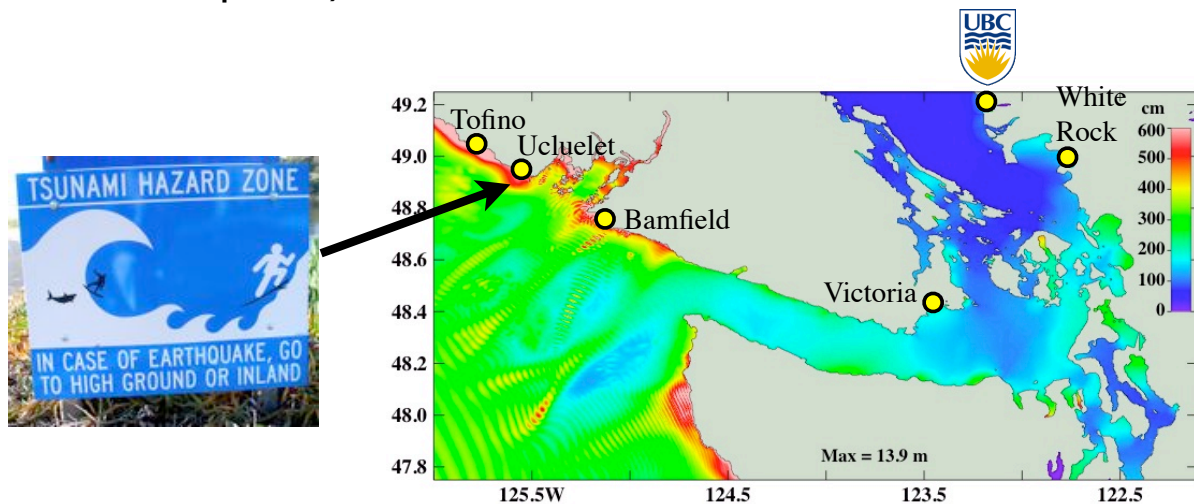 UBC
49.2
49.0
48.8
48.6
48.4
48.2
48.0
47.8
Tofino
Ucluelet
Bamfield
Victoria
White
Rock
cm
600
500
400
300
200
100
0
Max = 13.9 m
125.5W
124.5
123.5
122.5
TSUNAMI HAZARD ZONE
IN CASE OF EARTHQUAKE, GO
TO HIGH GROUND OR INLAND